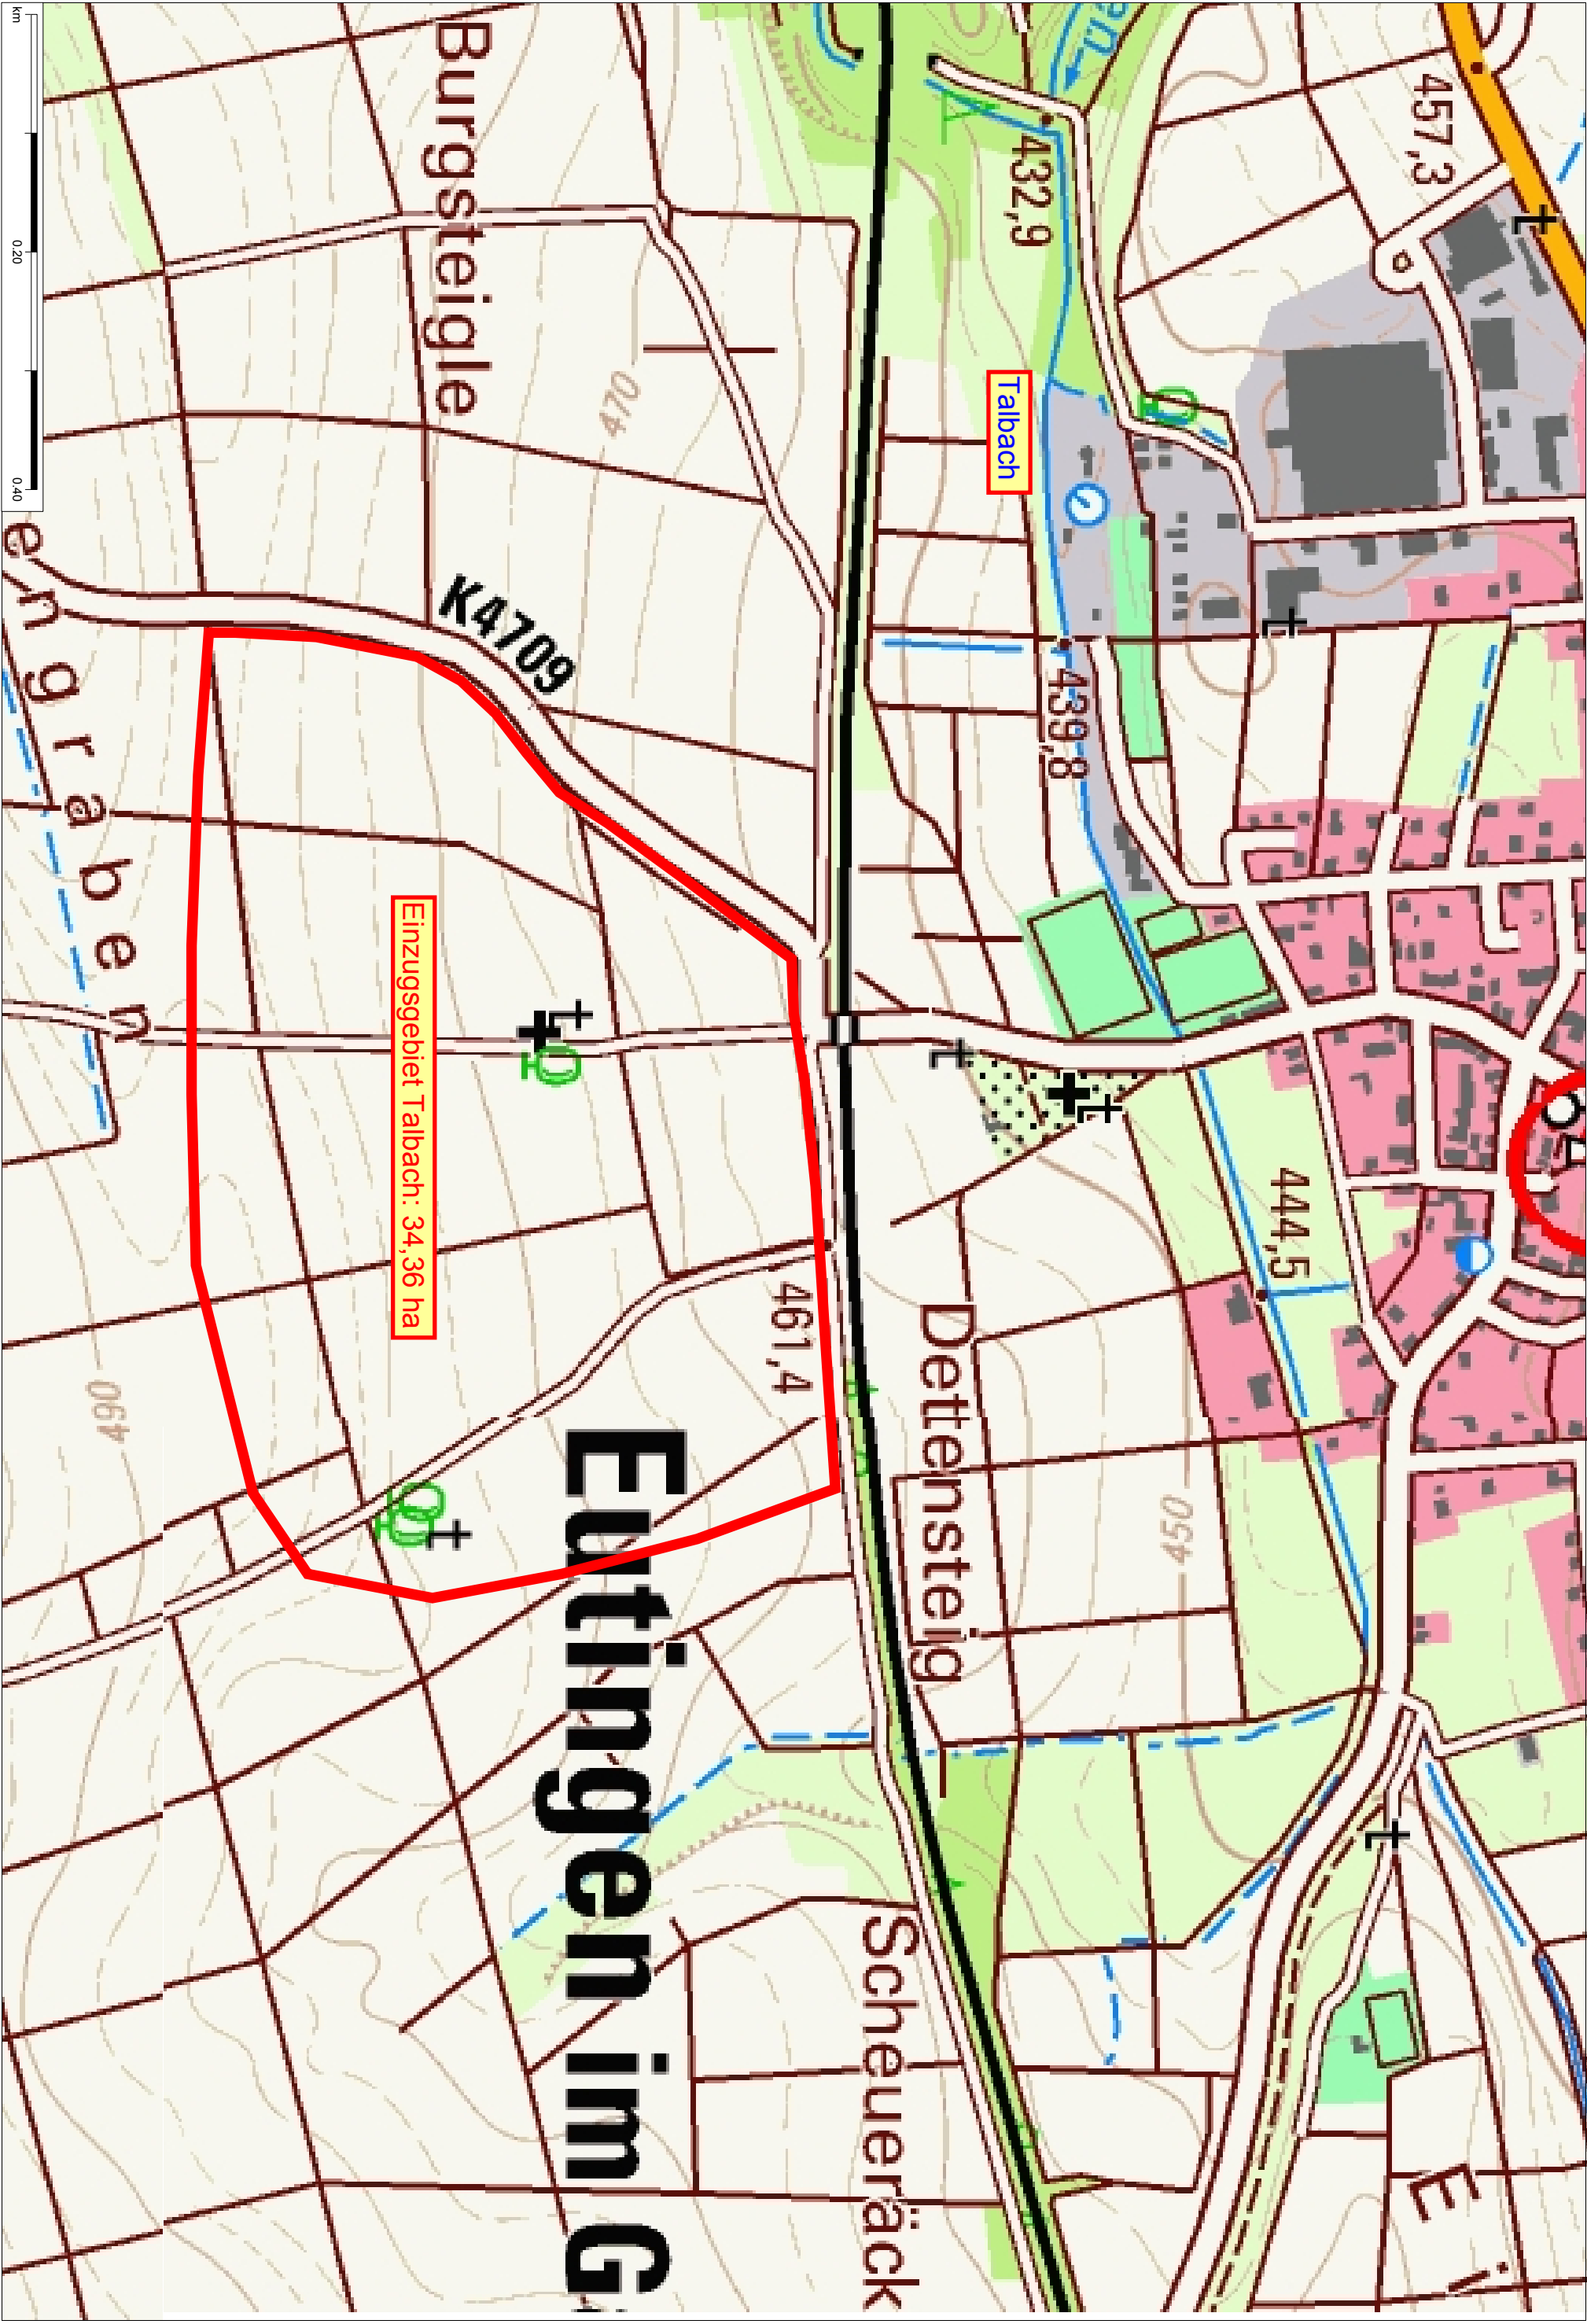 457,3
432,9
Talbach
439,8
444,5
Dettensteig
450
Scheueräck
E
i
Burgsteigle
470
K4709
461,4
Eutingen im G
Einzugsgebiet Talbach: 34,36 ha
engraben
490
km
0.20
0.40